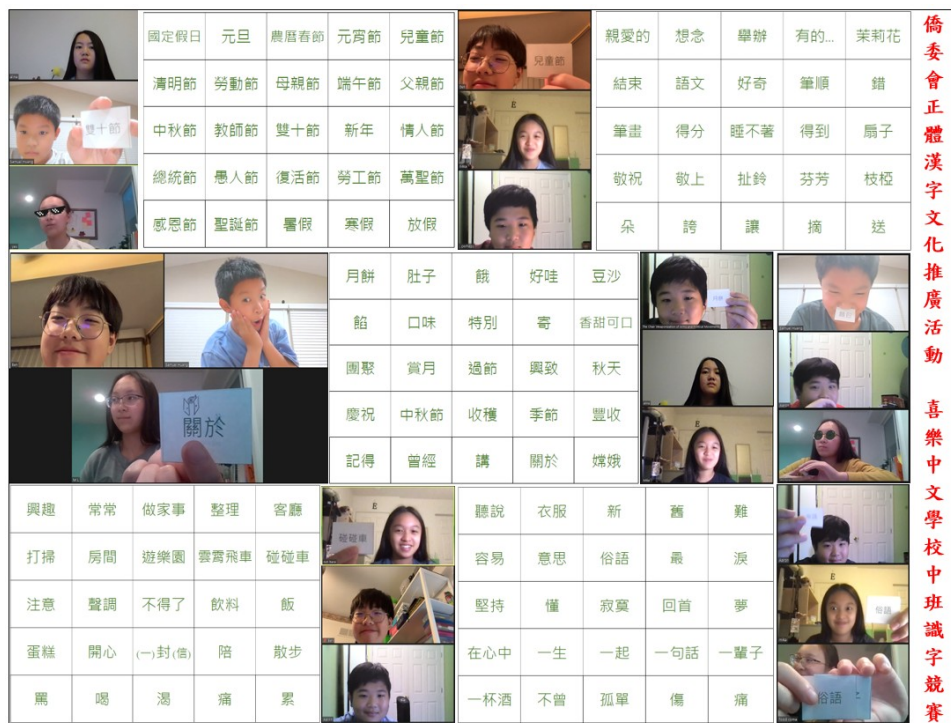 國定假日 元旦 農曆春節 元宵節 兒童節
清明節 勞動節 母親節 端午節 父親節
中秋節 教師節 雙十節 新年 情人節
總統節 愚人節 復活節 勞工節 萬聖節
感恩節 聖誕節 暑假 寒假 放假
雙十節
兒童節
親愛的 想念 舉辦 有的... 茉莉花
結束 語文 好奇 筆順 錯
筆畫 得分 睡不著 得到 扇子
敬祝 敬上 扯鈴 芬芳 枝椏
朵 誇 讓 摘 送
關於
月餅 肚子 餓 好哇 豆沙
餡 口味 特別 寄 香甜可口
團聚 賞月 過節 興致 秋天
慶祝 中秋節 收穫 季節 豐收
記得 曾經 講 關於 嫦娥
興趣 常常 做家事 整理 客廳
打掃 房間 遊樂園 雲霄飛車 碰碰車
注意 聲調 不得了 飲料 飯
蛋糕 開心 (一)封(信) 陪 散步
罵 喝 渴 痛 累
碰碰車
聽說 衣服 新 舊 難
容易 意思 俗語 最 淚
堅持 懂 寂寞 回首 夢
在心中 一生 一起 一句話 一輩子
一杯酒 不曾 孤單 傷 痛
俗語
俗語
僑委會正體漢字文化推廣活動 喜樂中文學校中班識字競賽